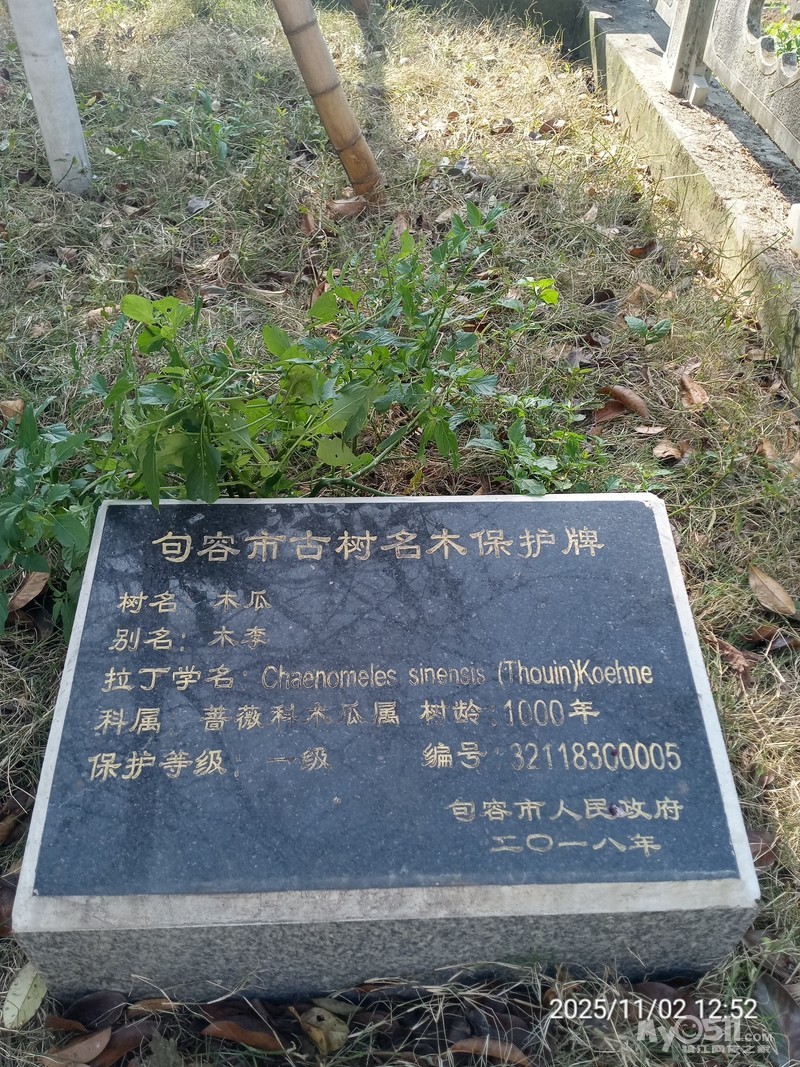 句容市古树名木保护牌
树名：木瓜
别名：木李
拉丁学名：Chaenomeles sinensis (Thouin)Koehne
科属：蔷薇科木瓜属 树龄：1000年
保护等级：一级 编号：32118300005
句容市人民政府
二〇一八年
2025/11/02 12:52
MyOSil.COM